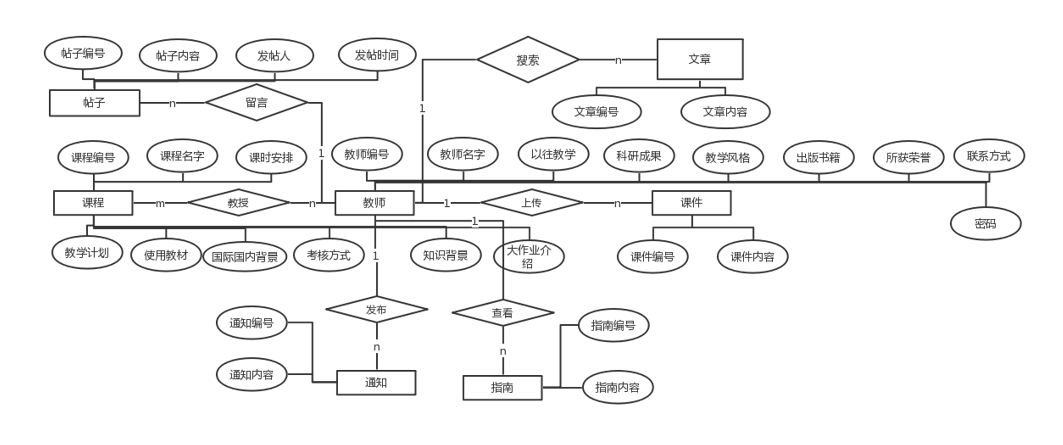 帖子编号
帖子内容
发帖人
发帖时间
搜索
n
文章
帖子
n
留言
1
文章编号
文章内容
1
课程编号
课程名字
课时安排
教师编号
教师名字
以往教学
科研成果
教学风格
出版书籍
所获荣誉
联系方式
课程
m
教授
n
教师
1
上传
n
课件
密码
1
教学计划
使用教材
国际国内背景
考核方式
1
知识背景
大作业介
绍
课件编号
课件内容
发布
查看
通知编号
指南编号
n
n
通知内容
通知
指南
指南内容